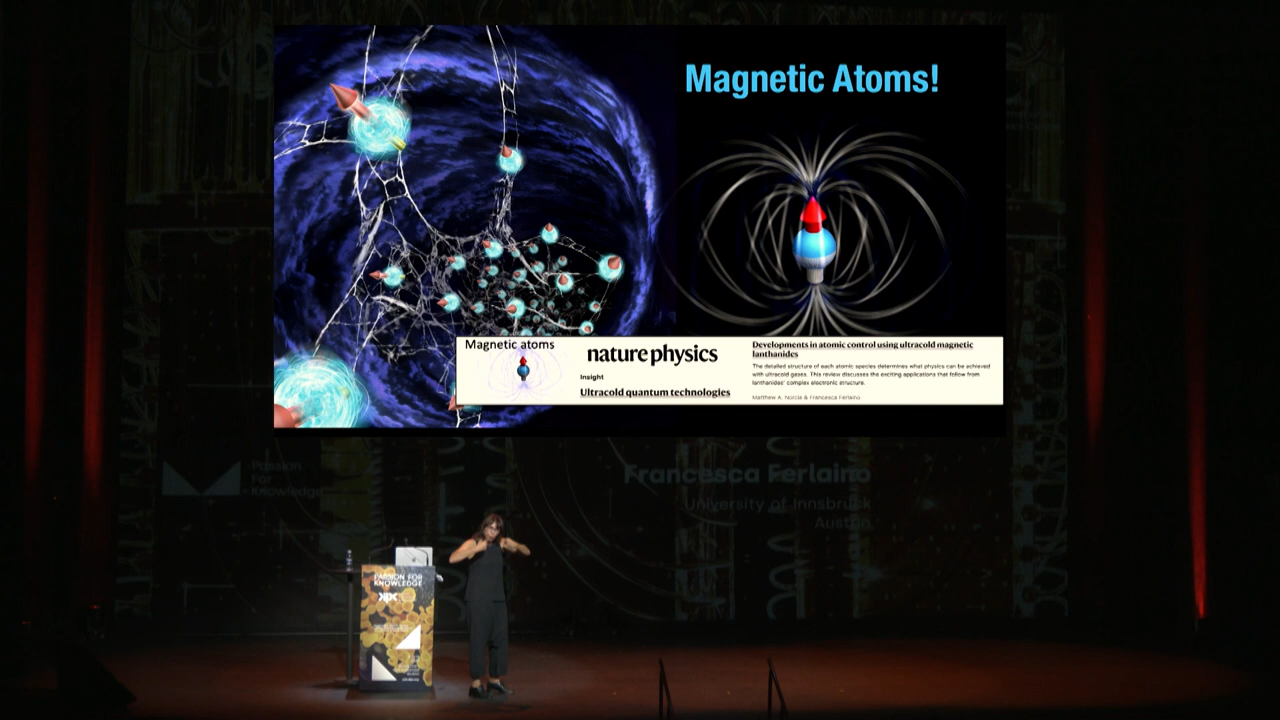 Magnetic Atoms!
Magnetic atoms
nature physics
Insight
Ultracold quantum technologies
Developments in atomic control using ultracold magnetic
lanthanides
The detailed structure of each atomic species determines what physics can be achieved
with ultracold gases. This review discusses the exciting applications that follow from
lanthanides' complex electronic structure.
Matthew A. Norcia & Francesca Ferlaino
Passion
For
Knowledge
Francesca Ferlaino
University of Innsbruck
Austria
PASSION FOR
KNOWLEDGE